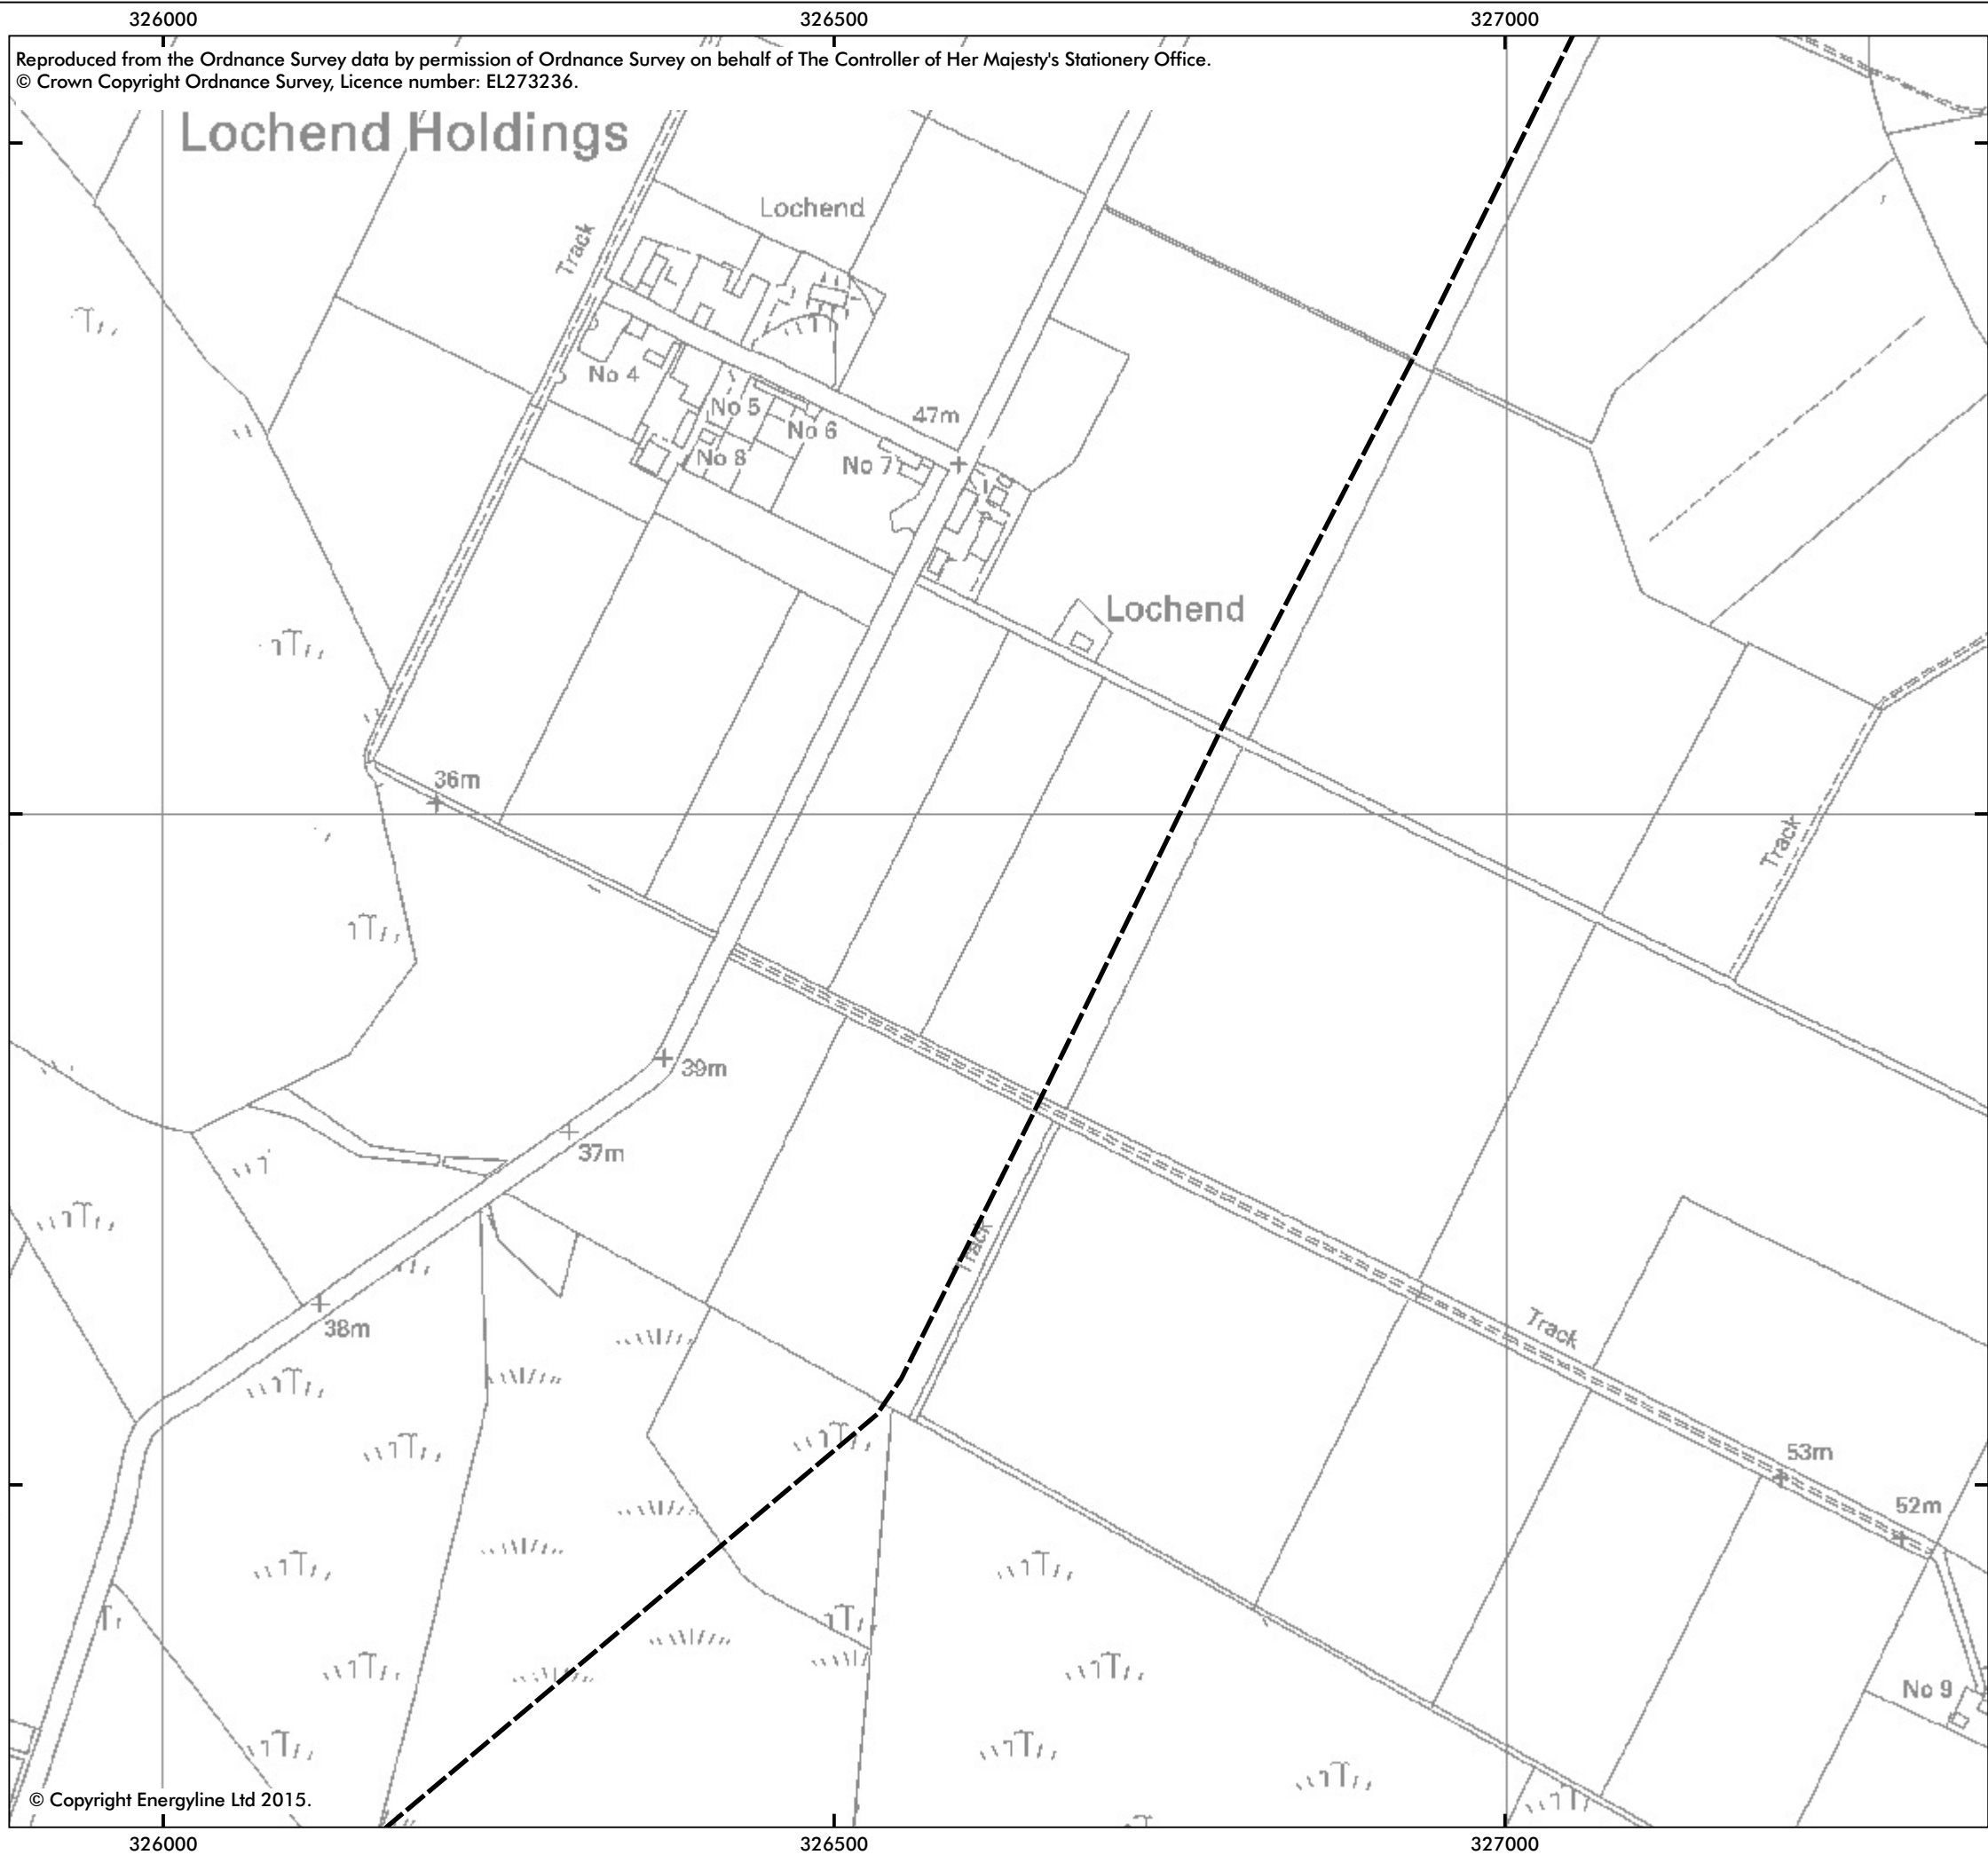 326000 326500 327000
Reproduced from the Ordnance Survey data by permission of Ordnance Survey on behalf of The Controller of Her Majesty's Stationery Office.
© Crown Copyright Ordnance Survey, Licence number: EL273236.
Lochend Holdings
Lochend
Track
No 4
No 5
47m
No 6
No 8
No 7
Lochend
36m
Track
39m
37m
Track
38m
Track
53m
52m
No 9
© Copyright Energyline Ltd 2015.
326000 326500 327000